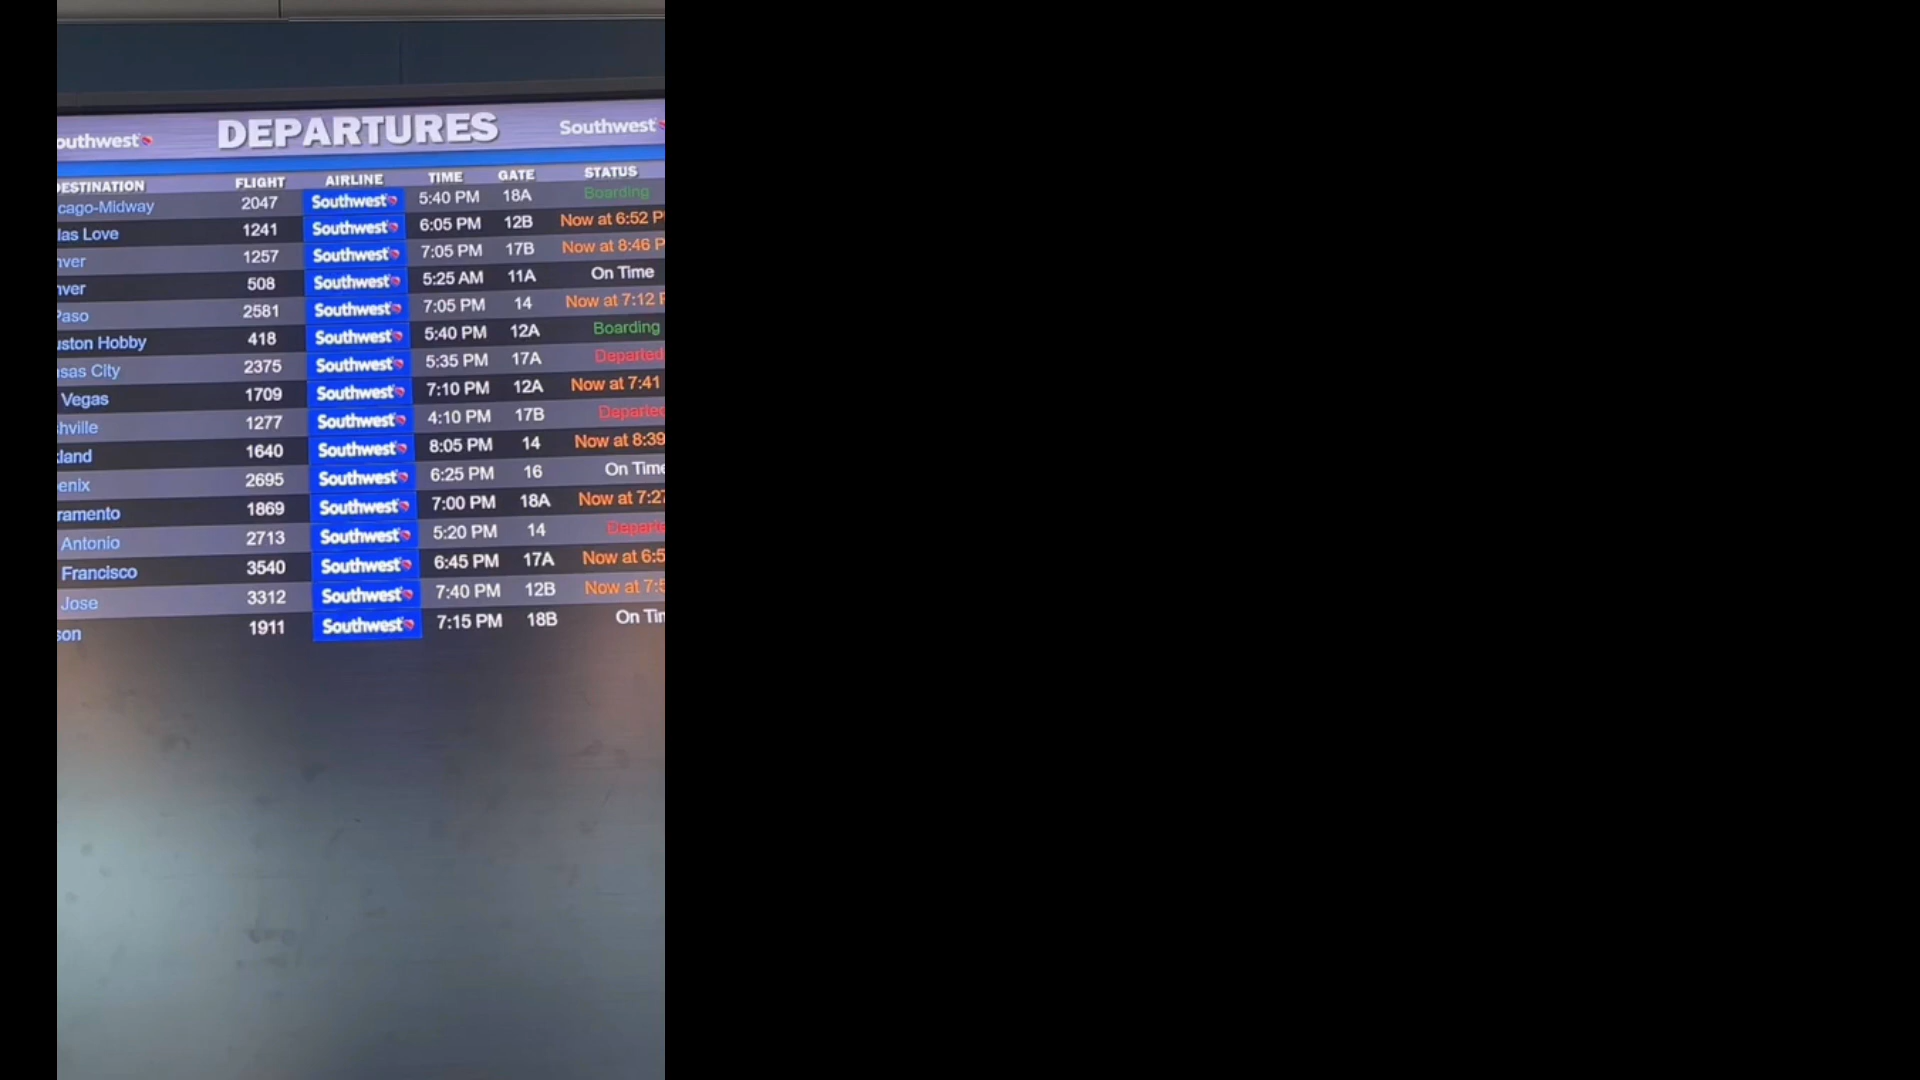 outhwest DEPARTURES Southwest
ESTINATION FLIGHT AIRLINE TIME GATE STATUS
cago-Midway 2047 Southwest 5:40 PM 18A Boarding
las Love 1241 Southwest 6:05 PM 12B Now at 6:52 P
nver 1257 Southwest 7:05 PM 17B Now at 8:46 P
nver 508 Southwest 5:25 AM 11A On Time
Paso 2581 Southwest 7:05 PM 14 Now at 7:12 P
uston Hobby 418 Southwest 5:40 PM 12A Boarding
nsas City 2375 Southwest 5:35 PM 17A Departed
Vegas 1709 Southwest 7:10 PM 12A Now at 7:41
shville 1277 Southwest 4:10 PM 17B Departed
kland 1640 Southwest 8:05 PM 14 Now at 8:39
enix 2695 Southwest 6:25 PM 16 On Time
ramento 1869 Southwest 7:00 PM 18A Now at 7:27
Antonio 2713 Southwest 5:20 PM 14 Departe
Francisco 3540 Southwest 6:45 PM 17A Now at 6:5
Jose 3312 Southwest 7:40 PM 12B Now at 7:5
son 1911 Southwest 7:15 PM 18B On Tim